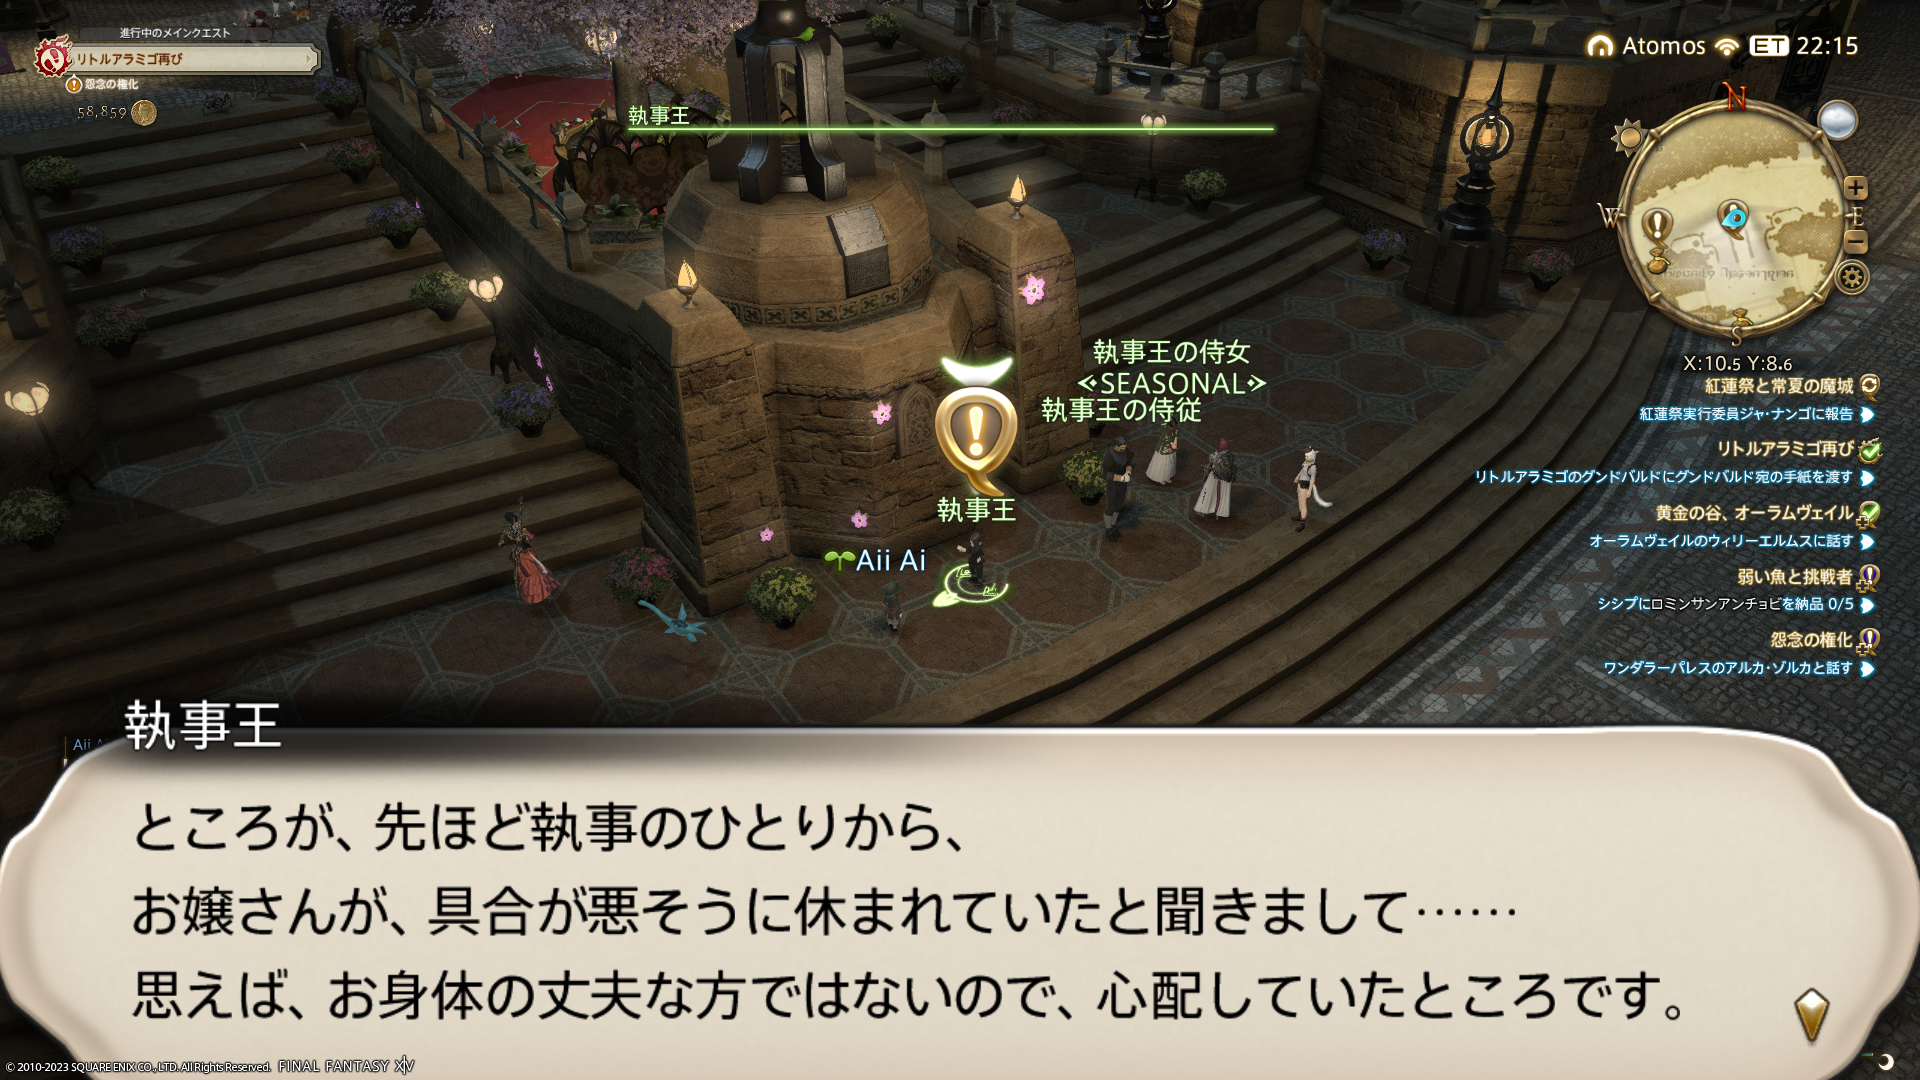 進行中のメインクエスト
リトルアラミゴ再び
怨念の権化
58,859
執事王
Atomos ET 22:15
N
W
E
S
X:10.5 Y:8.6
紅蓮祭と常夏の魔城
紅蓮祭実行委員ジャ・ナンゴに報告
リトルアラミゴ再び
リトルアラミゴのグンドバルドにグンドバルド宛の手紙を渡す
黄金の谷、オーラムヴェイル
オーラムヴェイルのウィリーエルムスに話す
弱い魚と挑戦者
シシプにロミンサンアンチョビを納品 0/5
怨念の権化
ワンダラーパレスのアルカ・ゾルカと話す
執事王の侍女
<SEASONAL>
執事王の侍従
執事王
Aii Ai
執事王
ところが、先ほど執事のひとりから、
お嬢さんが、具合が悪そうに休まれていたと聞きまして……
思えば、お身体の丈夫な方ではないので、心配していたところです。
© 2010-2023 SQUARE ENIX CO., LTD. All Rights Reserved. FINAL FANTASY XIV